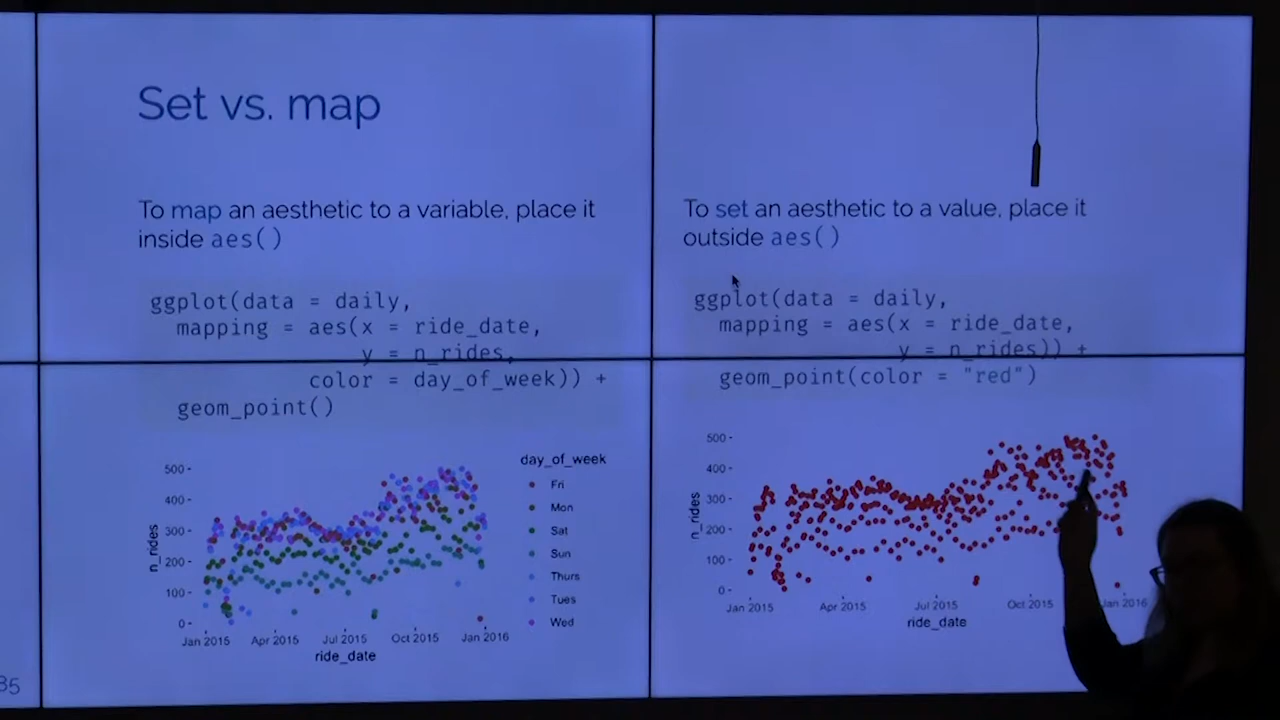 Set vs. map
To map an aesthetic to a variable, place it
inside aes()
ggplot(data = daily,
mapping = aes(x = ride_date,
y = n_rides,
color = day_of_week)) +
geom_point()
500
400
300
200
100
0
n_rides
Jan 2015 Apr 2015 Jul 2015 Oct 2015 Jan 2016
ride_date
day_of_week
Fri
Mon
Sat
Sun
Thurs
Tues
Wed
To set an aesthetic to a value, place it
outside aes()
ggplot(data = daily,
mapping = aes(x = ride_date,
y = n_rides)) +
geom_point(color = "red")
500
400
300
200
100
0
n_rides
Jan 2015 Apr 2015 Jul 2015 Oct 2015 Jan 2016
ride_date
35